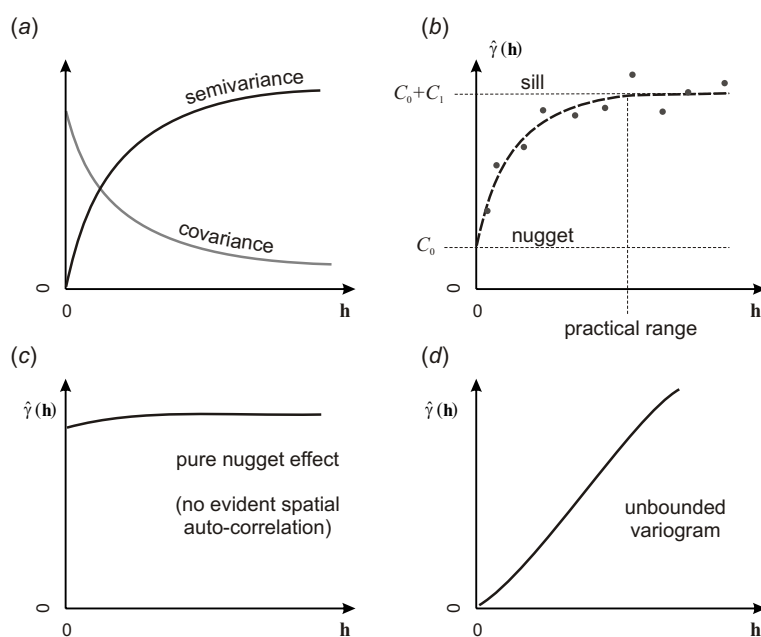 (a)
semivariance
covariance
0
0
h
(b)
γ̂(h)
C₀+C₁
sill
C₀
nugget
0
0
h
practical range
(c)
γ̂(h)
pure nugget effect
(no evident spatial
auto-correlation)
0
0
h
(d)
γ̂(h)
unbounded
variogram
0
0
h